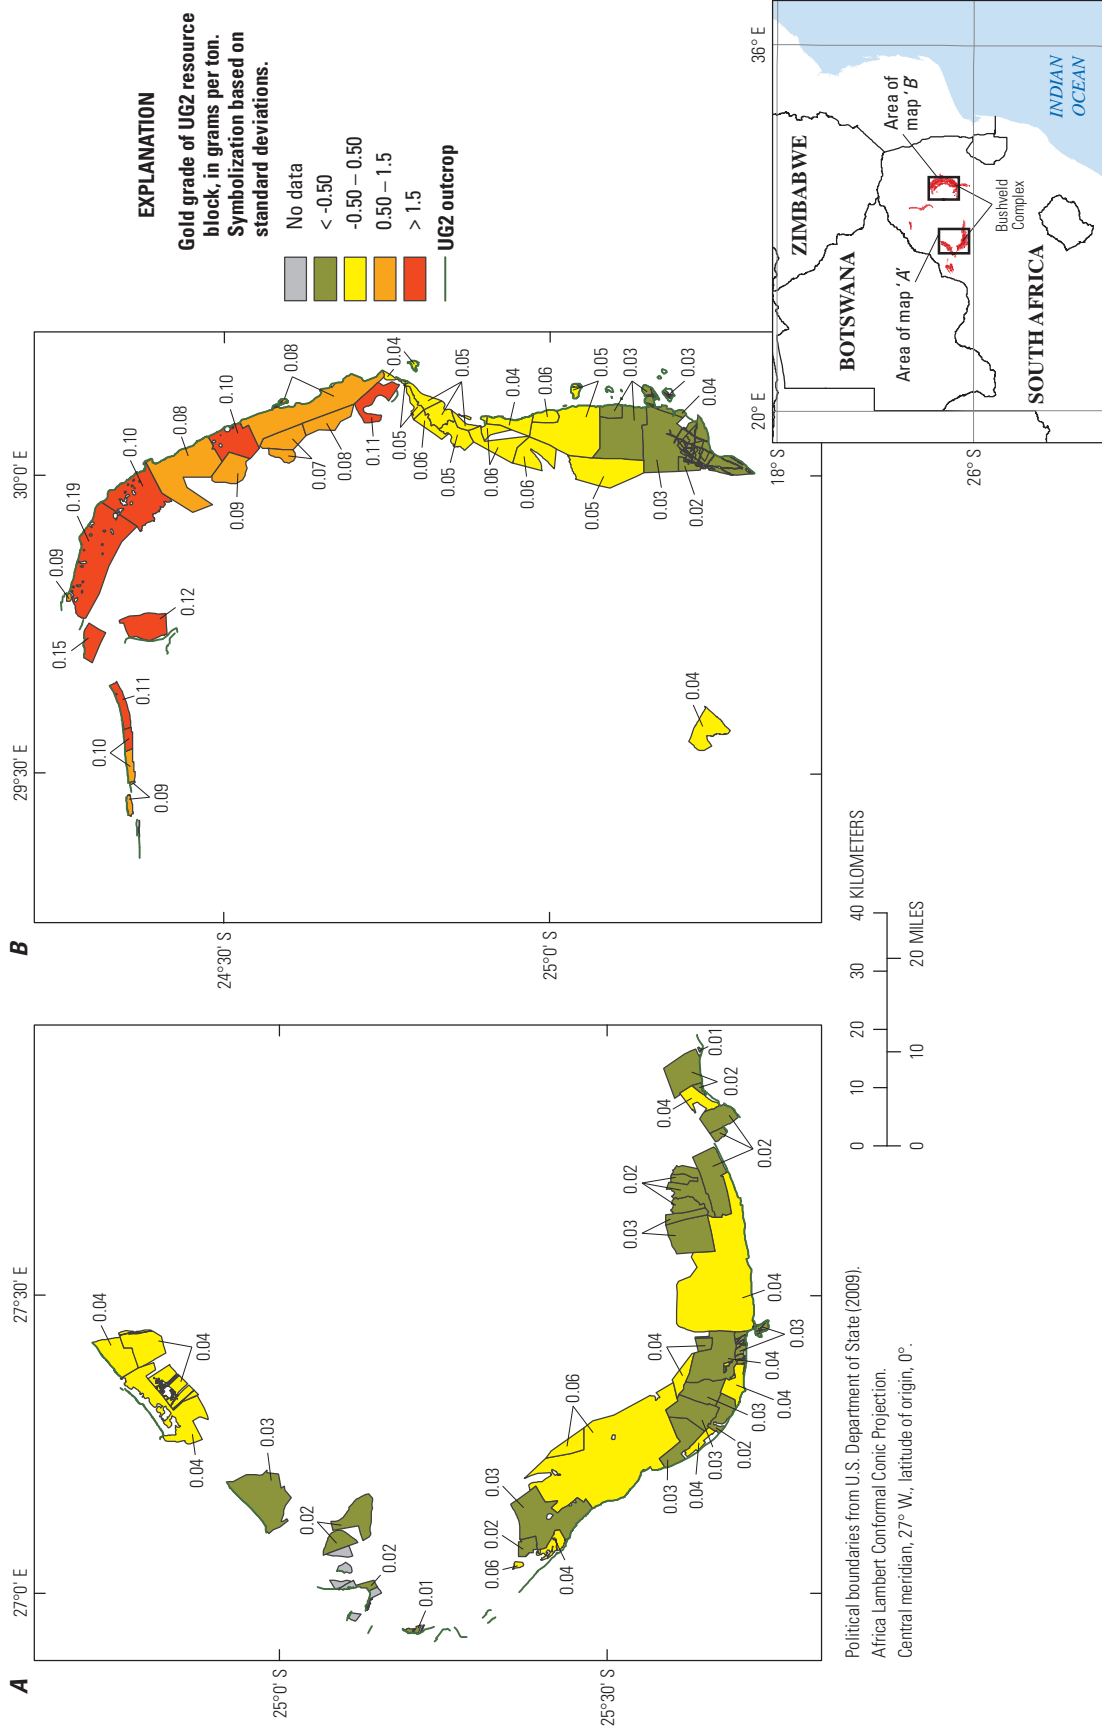 A
27°0' E
27°30' E
25°0' S
25°30' S
0.04
0.04
0.04
0.03
0.02
0.02
0.01
0.06
0.03
0.02
0.06
0.04
0.04
0.03
0.04
0.03
0.02
0.03
0.04
0.04
0.03
0.04
0.03
0.02
0.04
0.02
0.02
0.01
B
29°30' E
30°0' E
24°30' S
25°0' S
0.09
0.19
0.10
0.08
0.10
0.08
0.15
0.12
0.11
0.10
0.09
0.09
0.07
0.08
0.11
0.04
0.05
0.05
0.06
0.05
0.04
0.06
0.06
0.06
0.05
0.03
0.03
0.04
0.05
0.03
0.02
0.04
EXPLANATION
Gold grade of UG2 resource
block, in grams per ton.
Symbolization based on
standard deviations.
No data
< -0.50
-0.50 – 0.50
0.50 – 1.5
> 1.5
UG2 outcrop
Political boundaries from U.S. Department of State (2009).
Africa Lambert Conformal Conic Projection.
Central meridian, 27° W., latitude of origin, 0°.
0 10 20 30 40 KILOMETERS
0 10 20 MILES
20° E
36° E
18° S
26° S
ZIMBABWE
BOTSWANA
SOUTH AFRICA
INDIAN
OCEAN
Area of map 'A'
Area of
map 'B'
Bushveld
Complex